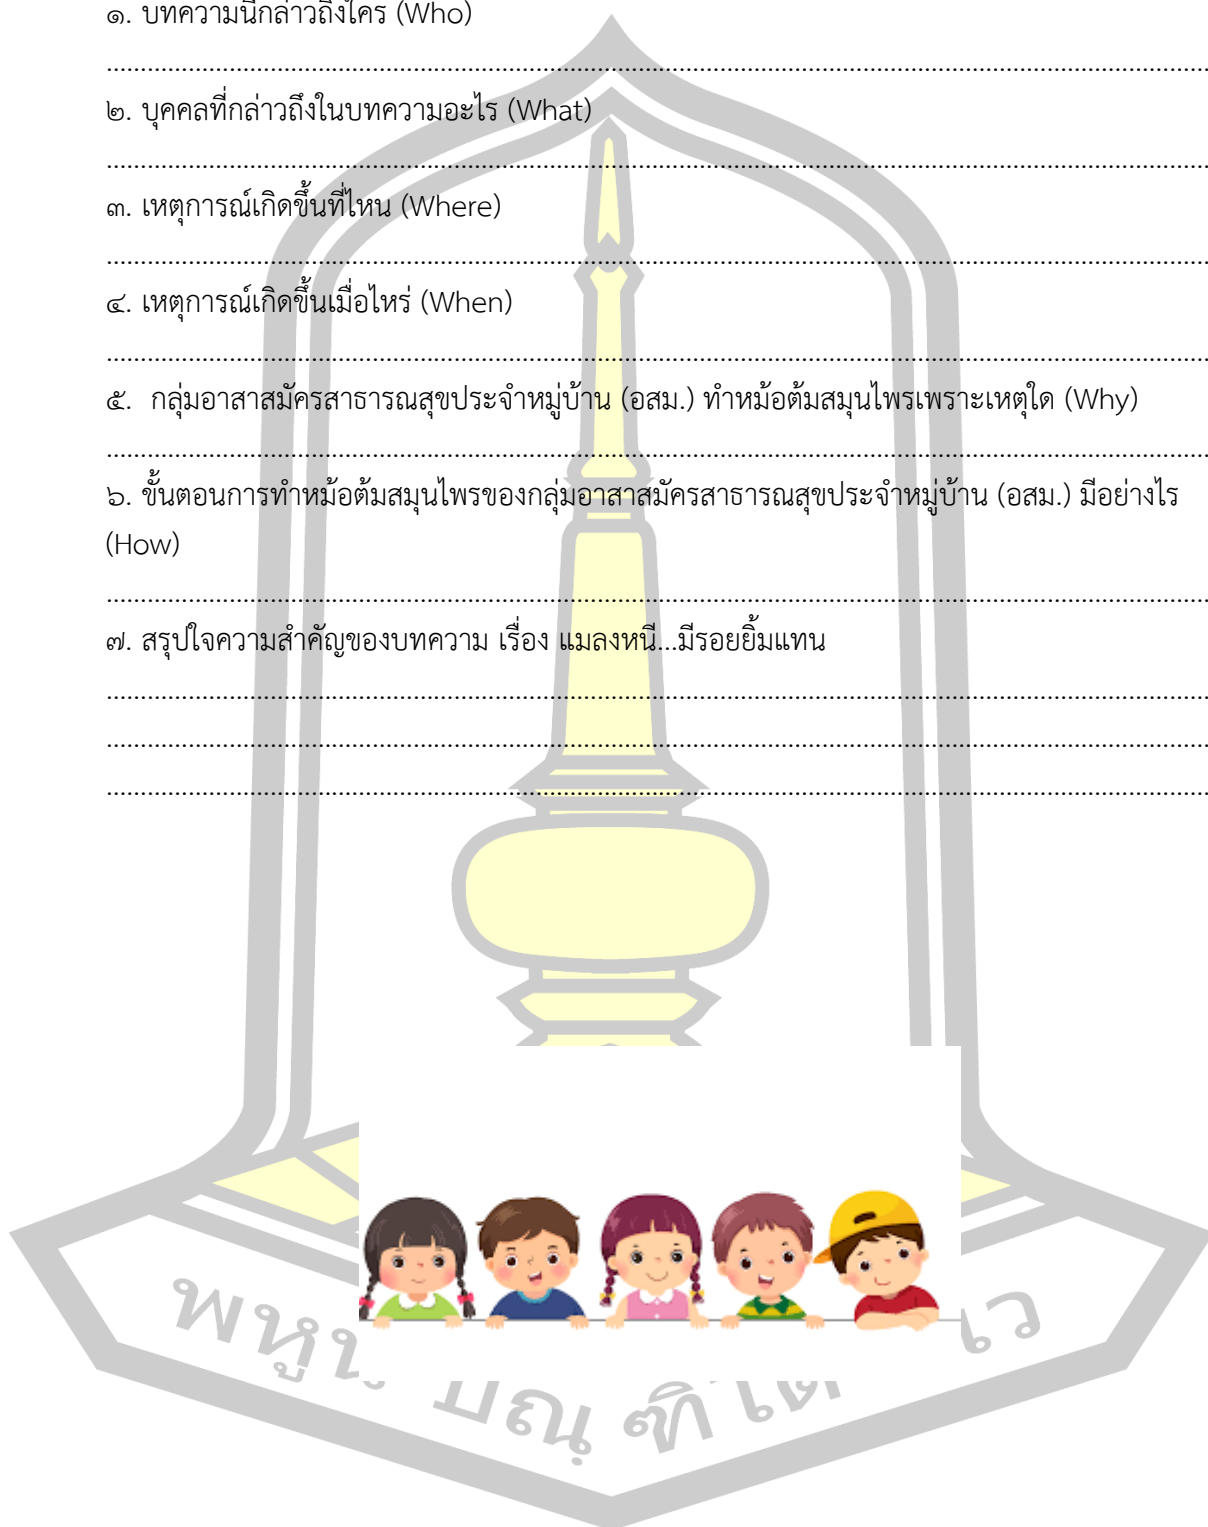 ๑. บทความนี้กล่าวถึงใคร (Who)
๒. บุคคลที่กล่าวถึงในบทความอะไร (What)
๓. เหตุการณ์เกิดขึ้นที่ไหน (Where)
๔. เหตุการณ์เกิดขึ้นเมื่อไหร่ (When)
๕. กลุ่มอาสาสมัครสาธารณสุขประจำหมู่บ้าน (อสม.) ทำหม้อต้มสมุนไพรเพราะเหตุใด (Why)
๖. ขั้นตอนการทำหม้อต้มสมุนไพรของกลุ่มอาสาสมัครสาธารณสุขประจำหมู่บ้าน (อสม.) มีอย่างไร
(How)
๗. สรุปใจความสำคัญของบทความ เรื่อง แมลงหนี...มีรอยยิ้มแทน